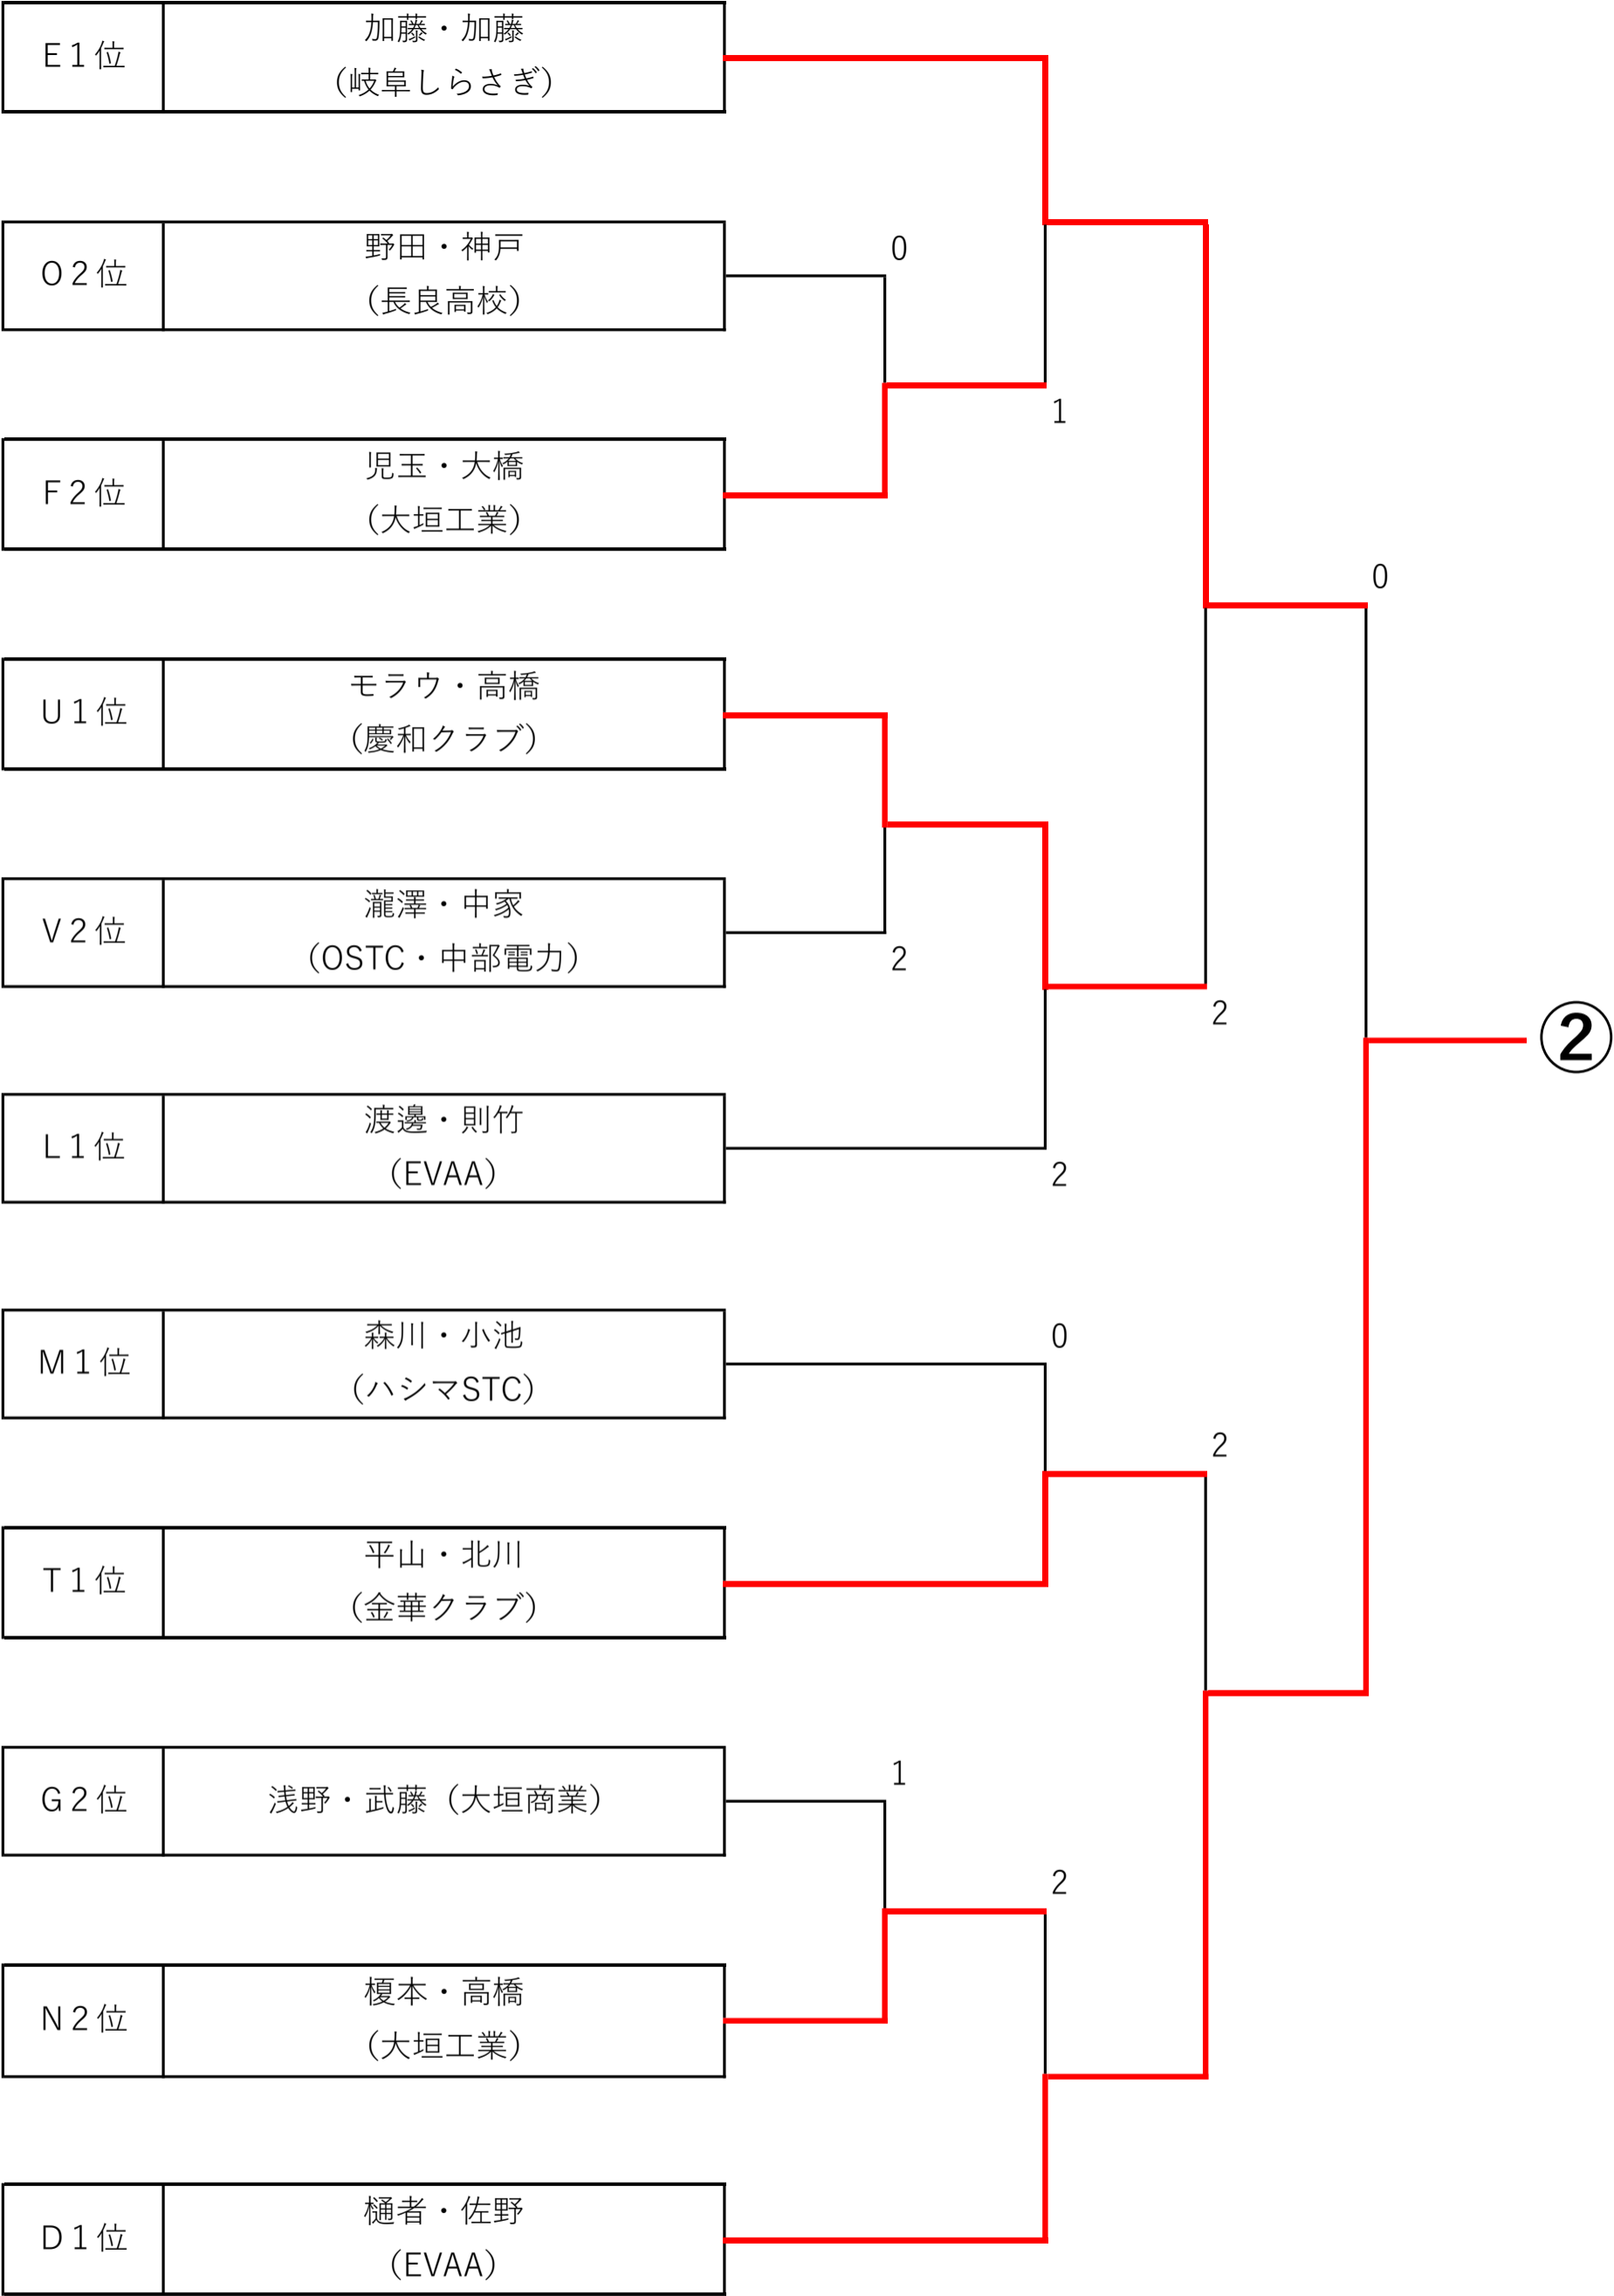 E１位
加藤・加藤
（岐阜しらさぎ）
O２位
野田・神戸
（長良高校）
0
1
F２位
児玉・大橋
（大垣工業）
0
U１位
モラウ・高橋
（慶和クラブ）
V２位
瀧澤・中家
（OSTC・中部電力）
2
2
②
L１位
渡邊・則竹
（EVAA）
2
M１位
森川・小池
（ハシマSTC）
0
2
T１位
平山・北川
（金華クラブ）
G２位
浅野・武藤（大垣商業）
1
2
N２位
榎本・高橋
（大垣工業）
D１位
樋者・佐野
（EVAA）